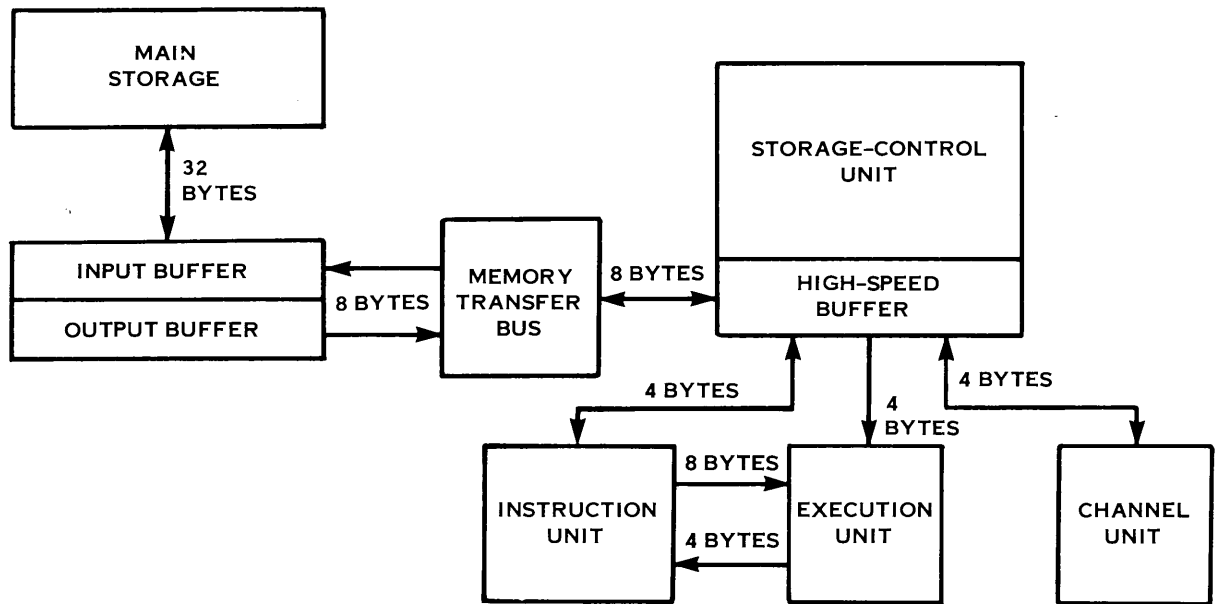 MAIN
STORAGE
32
BYTES
INPUT BUFFER
OUTPUT BUFFER
8 BYTES
MEMORY
TRANSFER
BUS
8 BYTES
STORAGE-CONTROL
UNIT
HIGH-SPEED
BUFFER
4 BYTES
4
BYTES
4 BYTES
INSTRUCTION
UNIT
8 BYTES
4 BYTES
EXECUTION
UNIT
CHANNEL
UNIT